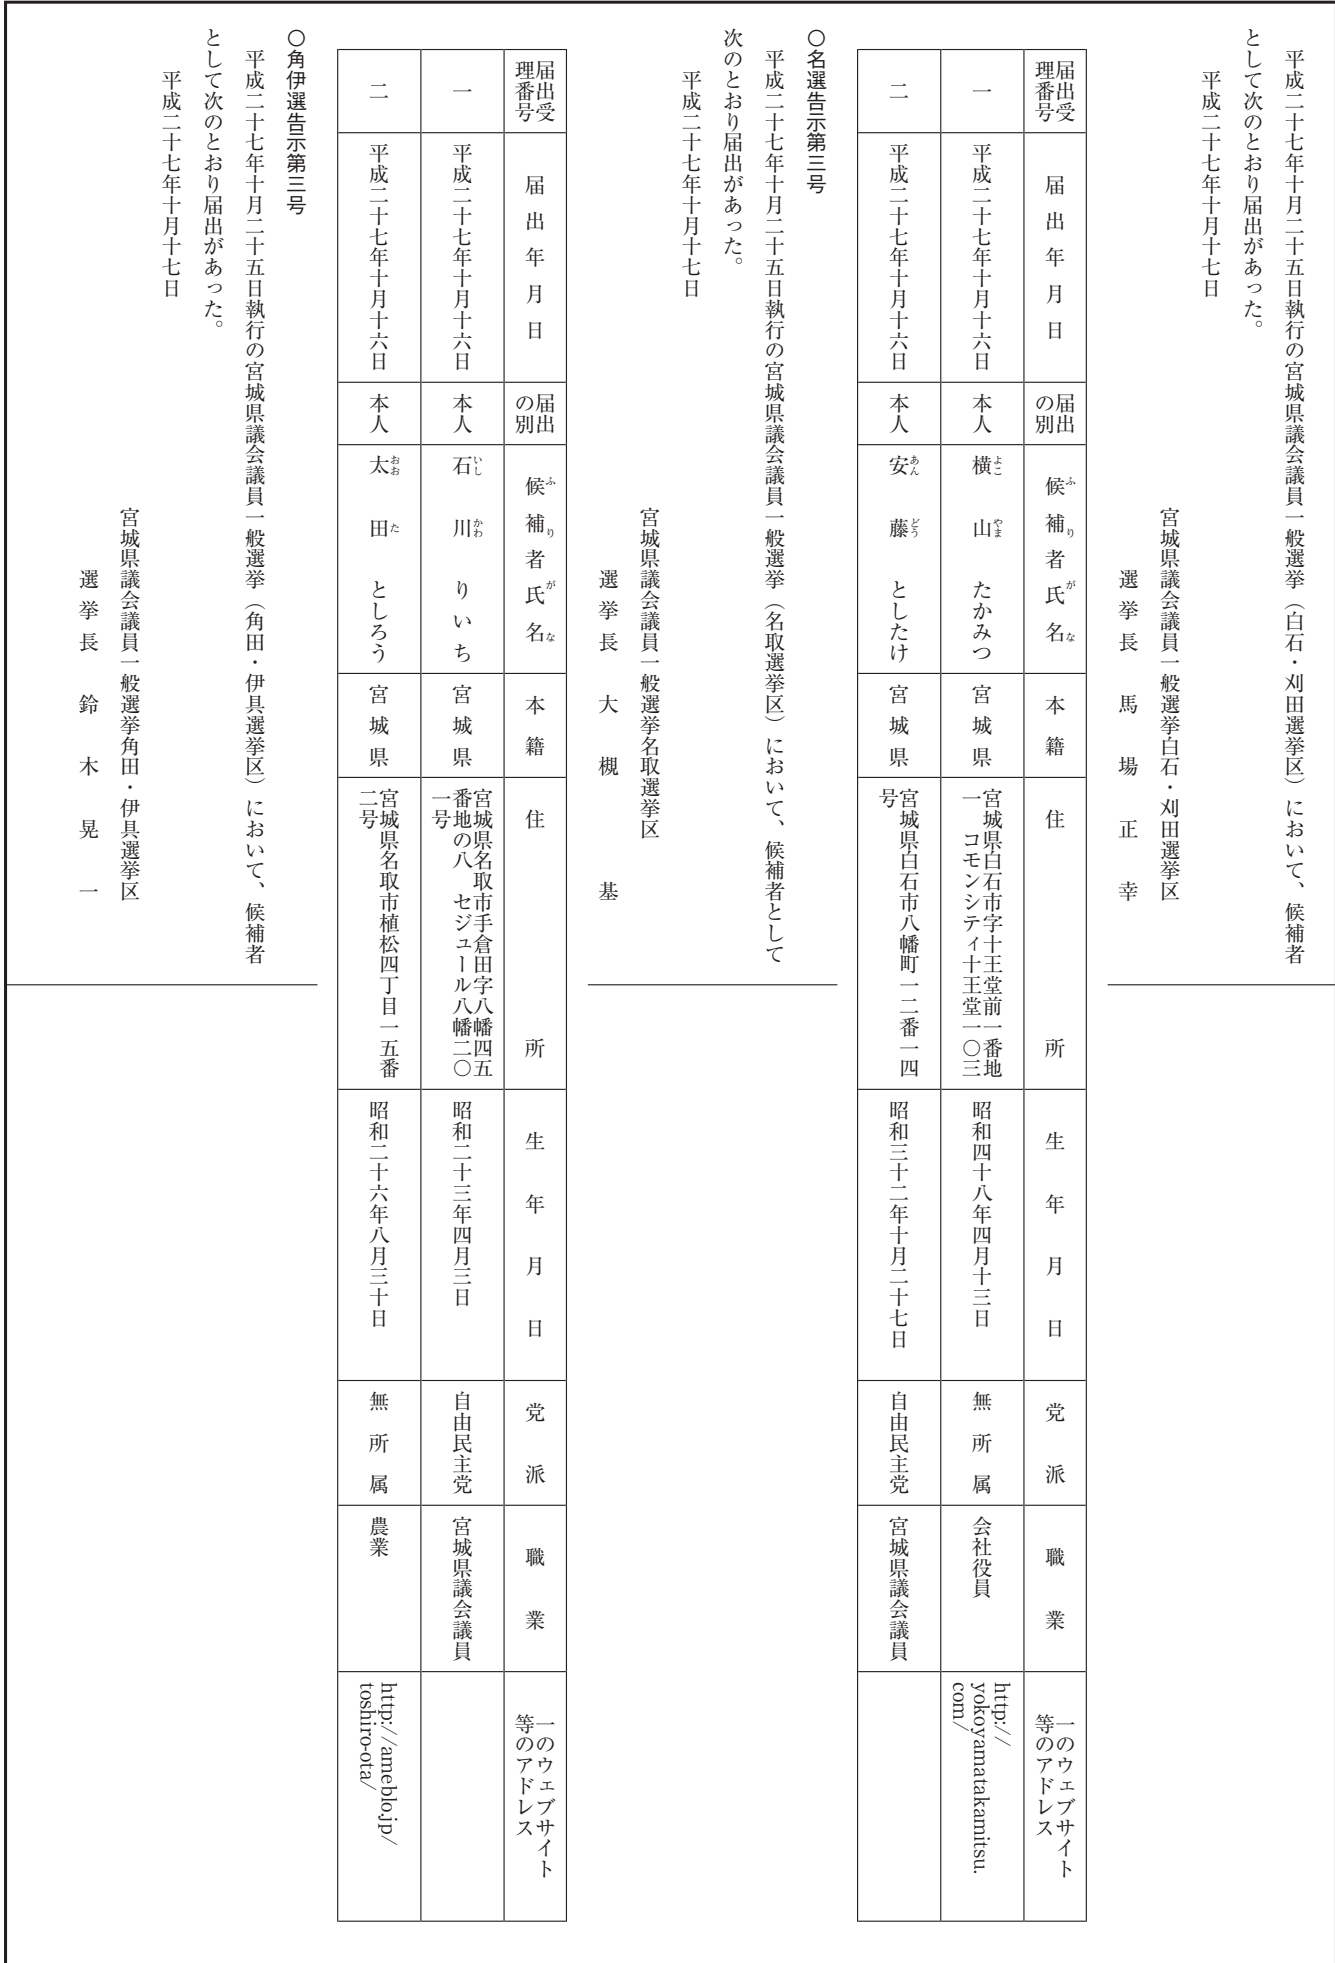 平成二十七年十月二十五日執行の宮城県議会議員一般選挙（白石・刈田選挙区）において、候補者
として次のとおり届出があった。
平成二十七年十月十七日
宮城県議会議員一般選挙白石・刈田選挙区
選挙長　馬　場　正　幸
届出受
理番号
届出年月日
届出
の別
候補者氏名
ふりがな
本籍
住所
生年月日
党派
職業
一のウェブサイト
等のアドレス
一
平成二十七年十月十六日
本人
横山　たかみつ
よこ　やま
宮城県
宮城県白石市字十王堂前一番地
一　コモンシティ十王堂一〇三
昭和四十八年四月十三日
無所属
会社役員
http://
yokoyamatakamitsu.
com/
二
平成二十七年十月十六日
本人
安藤　としたけ
あん　どう
宮城県
宮城県白石市八幡町一二番一四
号
昭和三十二年十月二十七日
自由民主党
宮城県議会議員
〇名選告示第三号
平成二十七年十月二十五日執行の宮城県議会議員一般選挙（名取選挙区）において、候補者として
次のとおり届出があった。
平成二十七年十月十七日
宮城県議会議員一般選挙名取選挙区
選挙長　大　槻　　基
届出受
理番号
届出年月日
届出
の別
候補者氏名
ふりがな
本籍
住所
生年月日
党派
職業
一のウェブサイト
等のアドレス
一
平成二十七年十月十六日
本人
石川　りいち
いし　かわ
宮城県
宮城県名取市手倉田字八幡四五
番地の八　セジュール八幡二〇
一号
昭和二十三年四月三日
自由民主党
宮城県議会議員
二
平成二十七年十月十六日
本人
太田　としろう
おお　た
宮城県
宮城県名取市植松四丁目一五番
二号
昭和二十六年八月三十日
無所属
農業
http://ameblo.jp/
toshiro-ota/
〇角伊選告示第三号
平成二十七年十月二十五日執行の宮城県議会議員一般選挙（角田・伊具選挙区）において、候補者
として次のとおり届出があった。
平成二十七年十月十七日
宮城県議会議員一般選挙角田・伊具選挙区
選挙長　鈴　木　晃　一